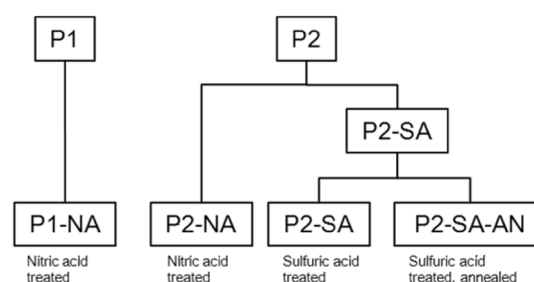 P1
P2
P2-SA
P1-NA
P2-NA
P2-SA
P2-SA-AN
Nitric acid
treated
Nitric acid
treated
Sulfuric acid
treated
Sulfuric acid
treated, annealed